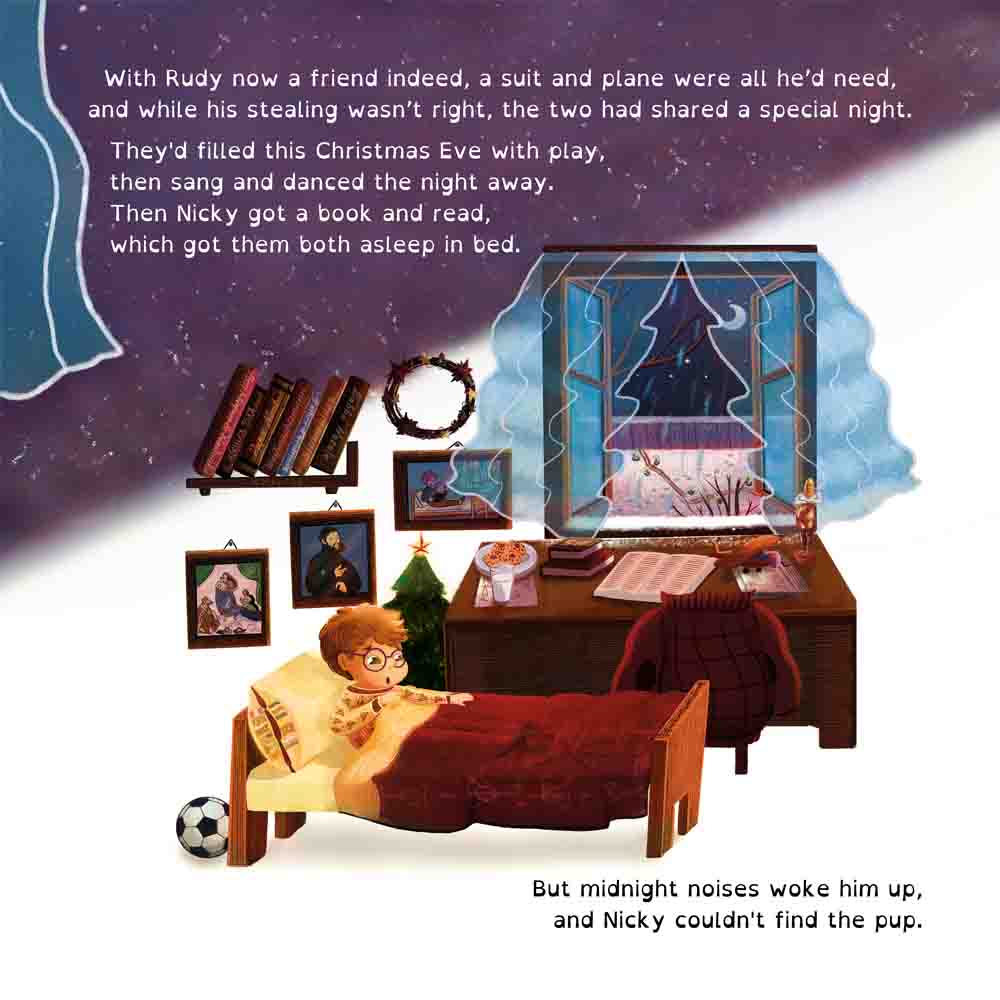 With Rudy now a friend indeed, a suit and plane were all he’d need,
and while his stealing wasn’t right, the two had shared a special night.
They'd filled this Christmas Eve with play,
then sang and danced the night away.
Then Nicky got a book and read,
which got them both asleep in bed.
But midnight noises woke him up,
and Nicky couldn't find the pup.